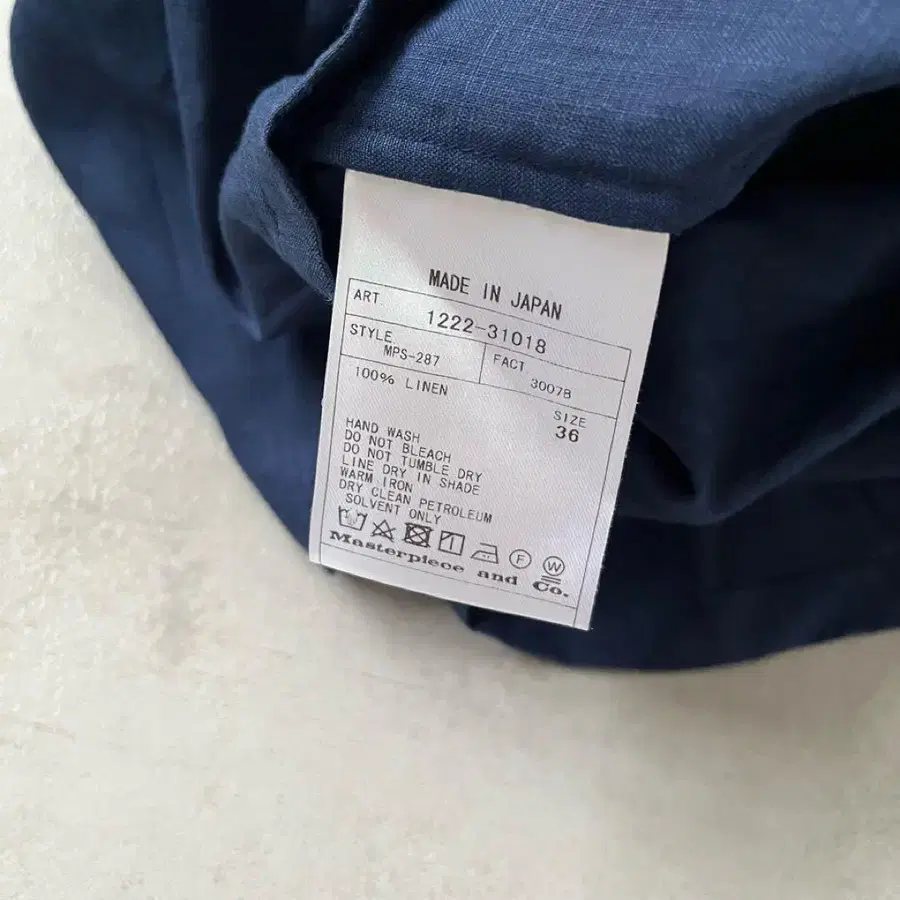 MADE IN JAPAN
ART 1222-31018
STYLE MPS-287 FACT 3007B
100% LINEN
SIZE
36
HAND WASH
DO NOT BLEACH
DO NOT TUMBLE DRY
LINE DRY IN SHADE
WARM IRON
DRY CLEAN PETROLEUM
SOLVENT ONLY
F W
Masterpiece and Co.